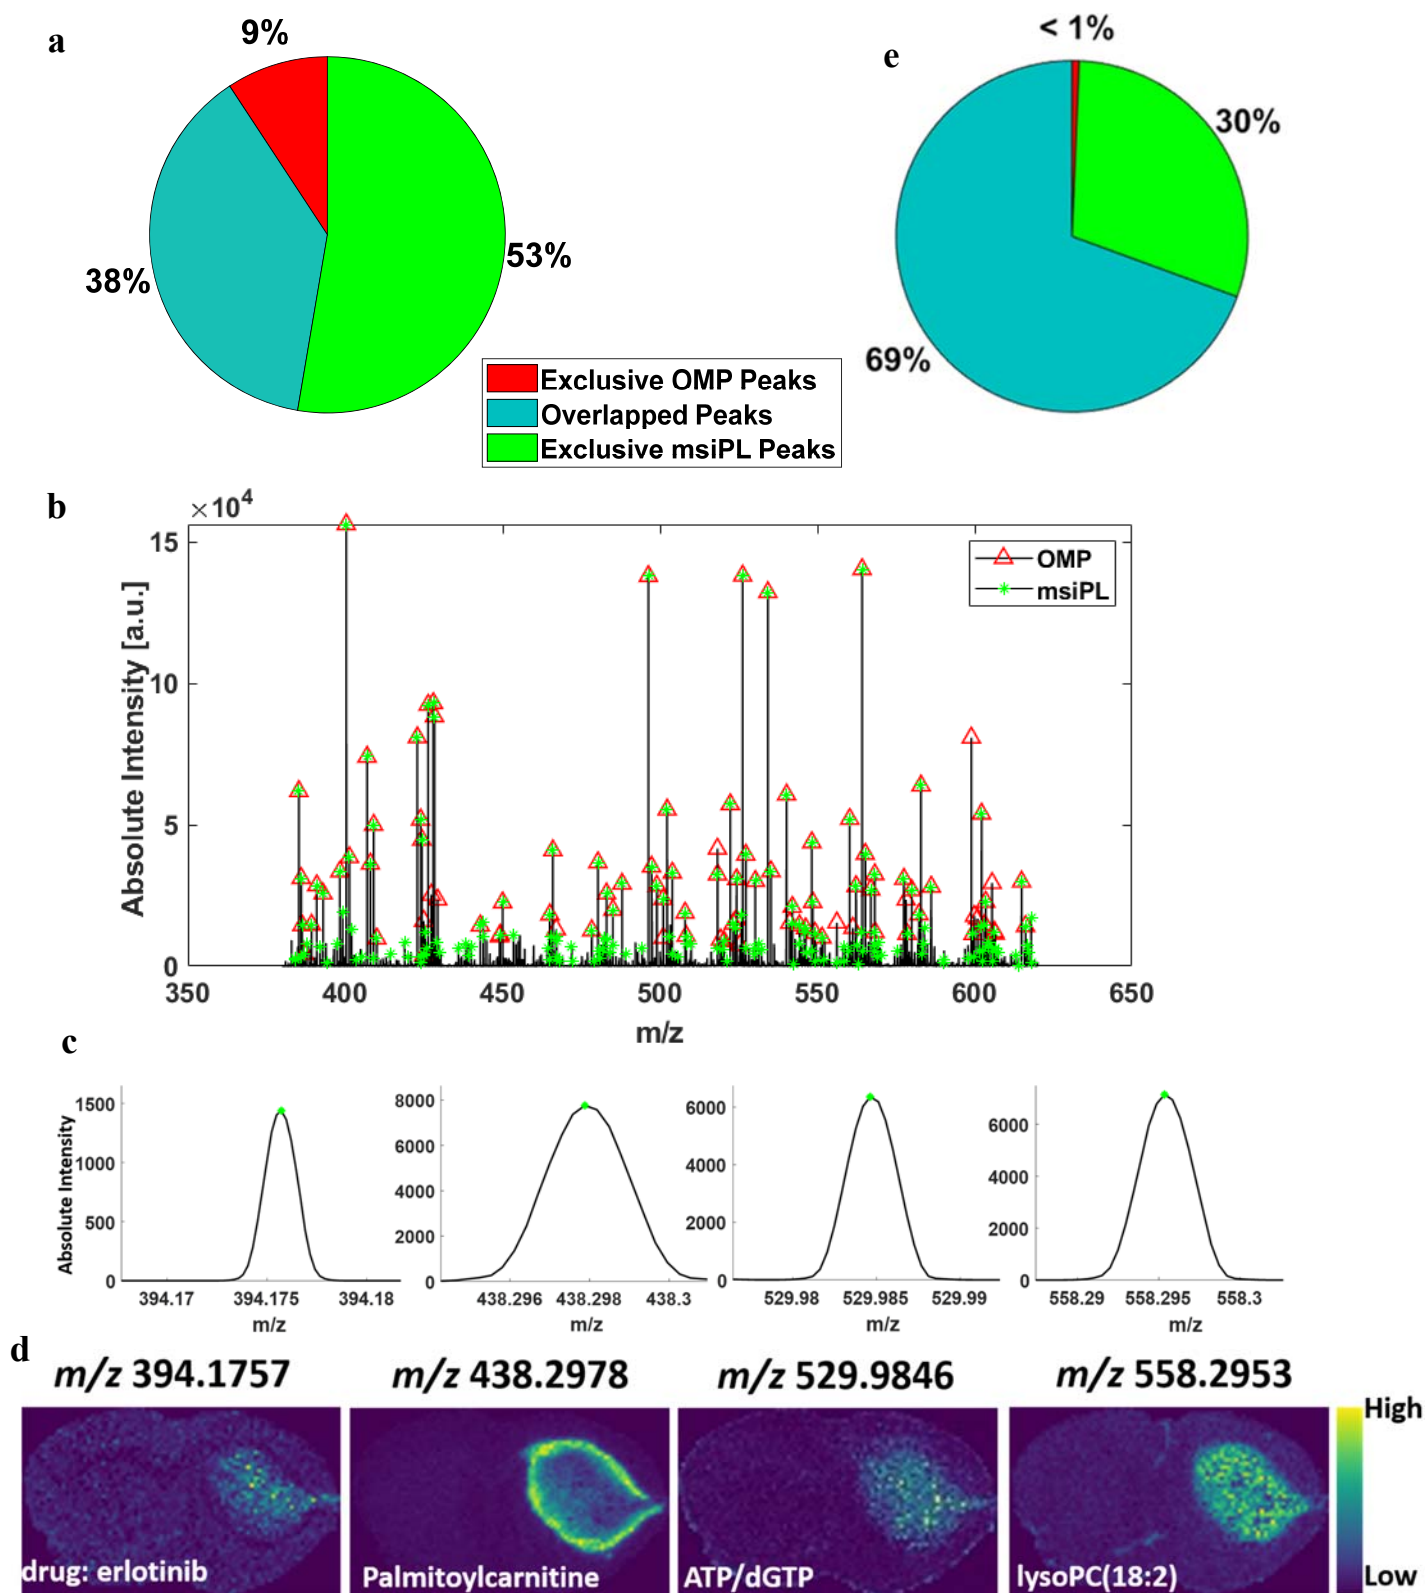 a
9%
38%
53%
e
< 1%
30%
69%
Exclusive OMP Peaks
Overlapped Peaks
Exclusive msiPL Peaks
b
×10⁴
15
10
5
0
Absolute Intensity [a.u.]
OMP
msiPL
350 400 450 500 550 600 650
m/z
c
Absolute Intensity
1500
1000
500
0
394.17 394.175 394.18
m/z
8000
6000
4000
2000
0
438.296 438.298 438.3
m/z
6000
4000
2000
0
529.98 529.985 529.99
m/z
6000
4000
2000
0
558.29 558.295 558.3
m/z
d
m/z 394.1757
m/z 438.2978
m/z 529.9846
m/z 558.2953
drug: erlotinib
Palmitoylcarnitine
ATP/dGTP
lysoPC(18:2)
High
Low